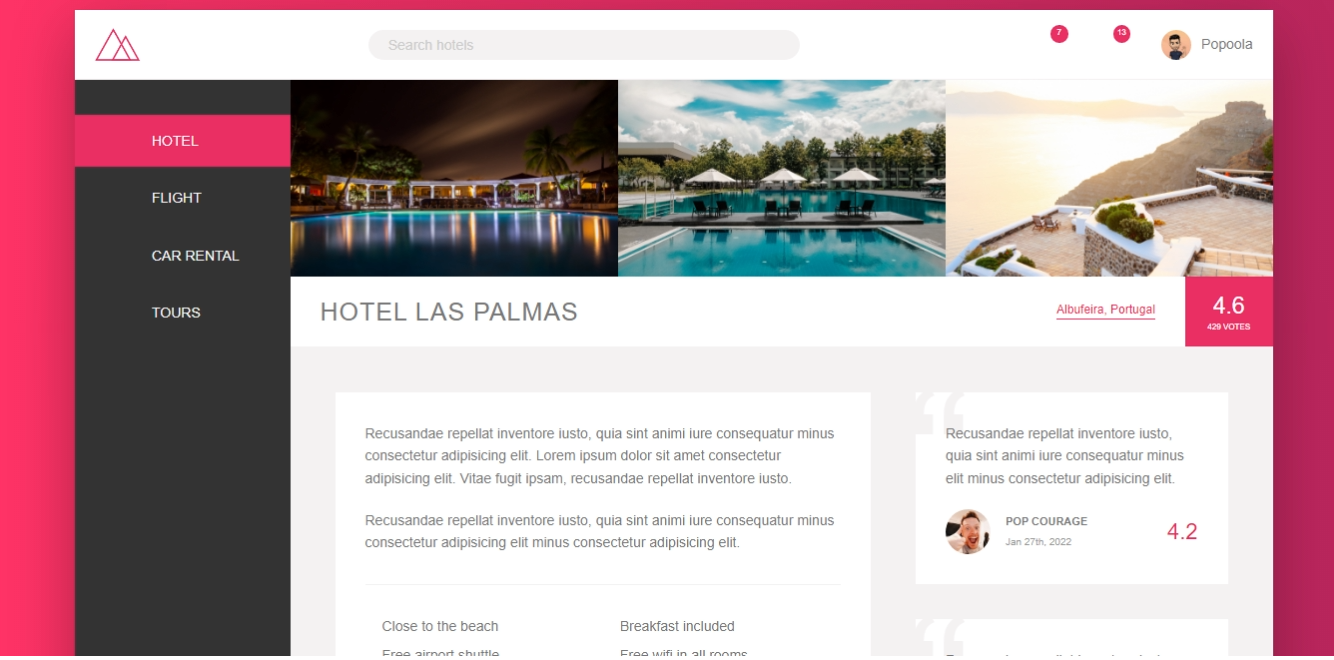 Search hotels
7
13
Popoola
HOTEL
FLIGHT
CAR RENTAL
TOURS
HOTEL LAS PALMAS
Albufeira, Portugal
4.6
429 VOTES
Recusandae repellat inventore iusto, quia sint animi iure consequatur minus
consectetur adipisicing elit. Lorem ipsum dolor sit amet consectetur
adipisicing elit. Vitae fugit ipsam, recusandae repellat inventore iusto.
Recusandae repellat inventore iusto, quia sint animi iure consequatur minus
consectetur adipisicing elit minus consectetur adipisicing elit.
Close to the beach
Breakfast included
Free airport shuttle
Free wifi in all rooms
“
Recusandae repellat inventore iusto,
quia sint animi iure consequatur minus
elit minus consectetur adipisicing elit.
POP COURAGE
Jan 27th, 2022
4.2
“